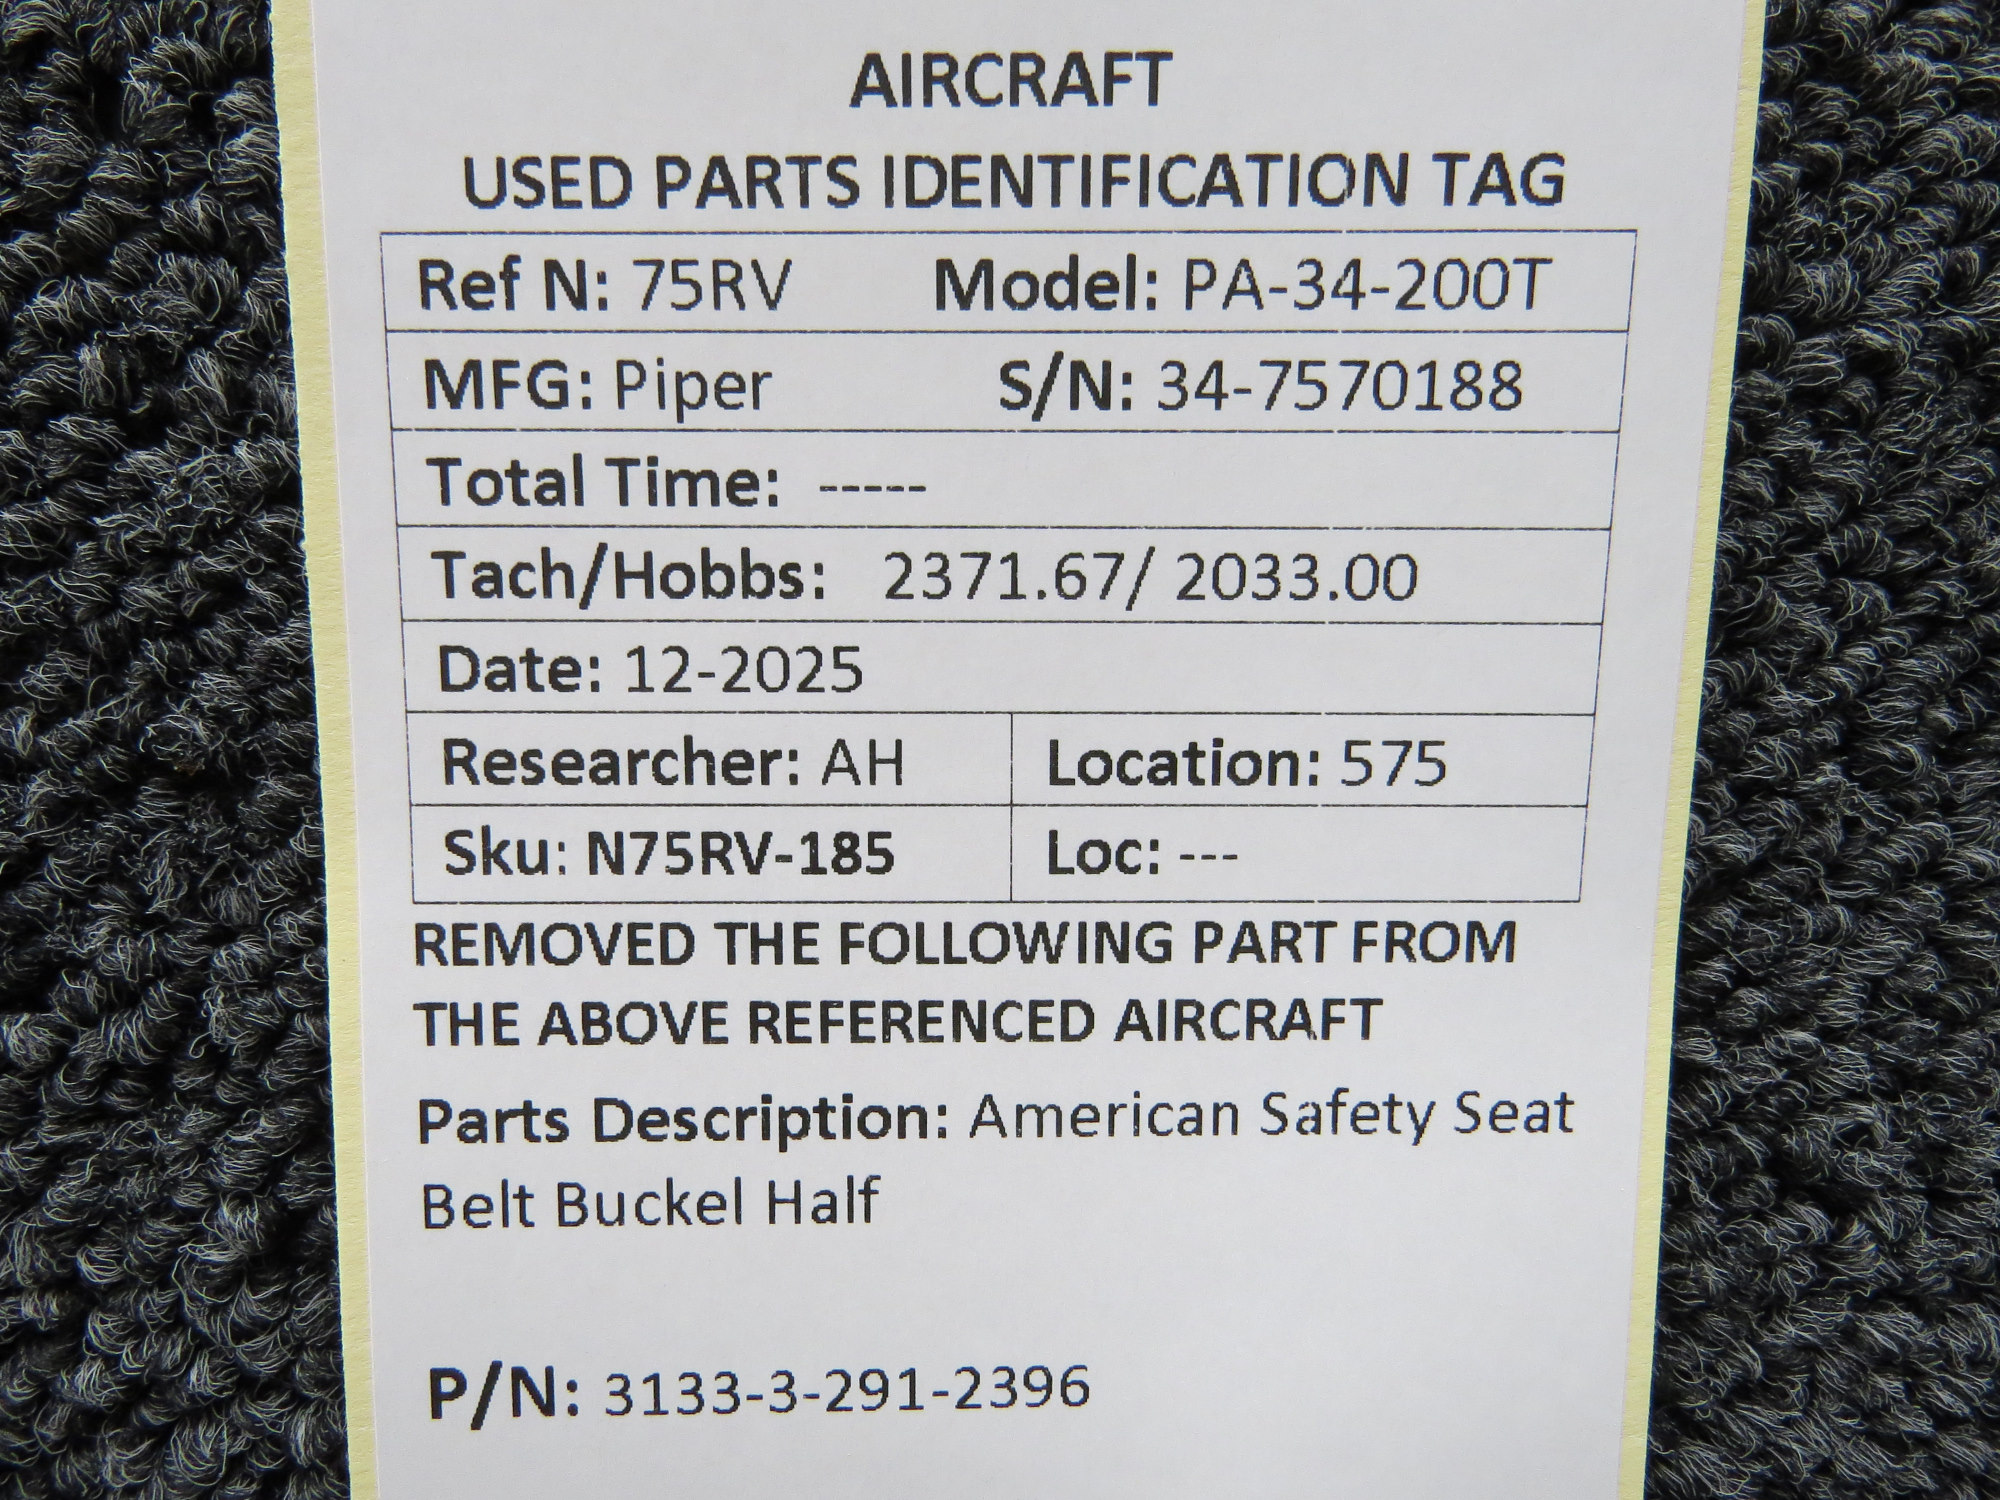 AIRCRAFT
USED PARTS IDENTIFICATION TAG
Ref N: 75RV Model: PA-34-200T
MFG: Piper S/N: 34-7570188
Total Time: -----
Tach/Hobbs: 2371.67/ 2033.00
Date: 12-2025
Researcher: AH Location: 575
Sku: N75RV-185 Loc: ---
REMOVED THE FOLLOWING PART FROM
THE ABOVE REFERENCED AIRCRAFT
Parts Description: American Safety Seat
Belt Buckel Half
P/N: 3133-3-291-2396